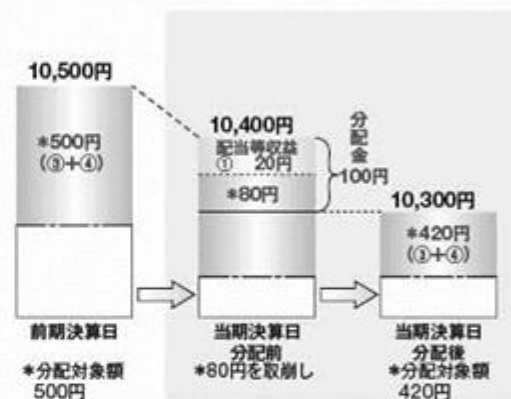 10,500円
*500円
(③+④)
前期決算日
*分配対象額
500円
10,400円
配当等収益
① 20円
*80円
分配金
100円
当期決算日
分配前
*80円を取崩し
10,300円
*420円
(③+④)
当期決算日
分配後
*分配対象額
420円